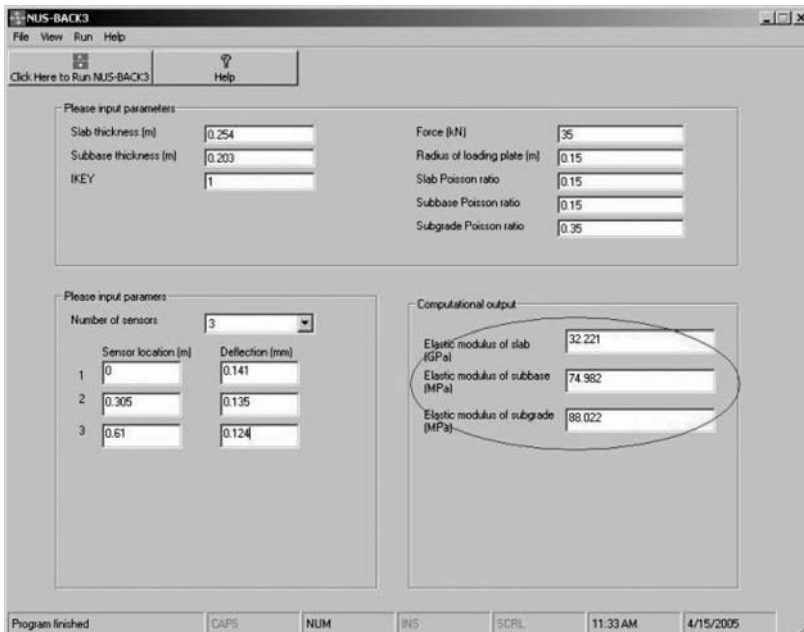 NUS-BACK3
File View Run Help
Click Here to Run NUS-BACK3
?
Help
Please input parameters
Slab thickness (m) 0.254
Force (kN) 35
Subbase thickness (m) 0.203
Radius of loading plate (m) 0.15
IKEY 1
Slab Poisson ratio 0.15
Subbase Poisson ratio 0.15
Subgrade Poisson ratio 0.35
Please input paramers
Number of sensors 3
Sensor location (m) Deflection (mm)
1 0 0.141
2 0.305 0.135
3 0.61 0.124
Computational output
Elastic modulus of slab
(GPa)
32.221
Elastic modulus of subbase
(MPa)
74.982
Elastic modulus of subgrade
(MPa)
88.022
Program finished CAPS NUM INS SCRL 11:33 AM 4/15/2005